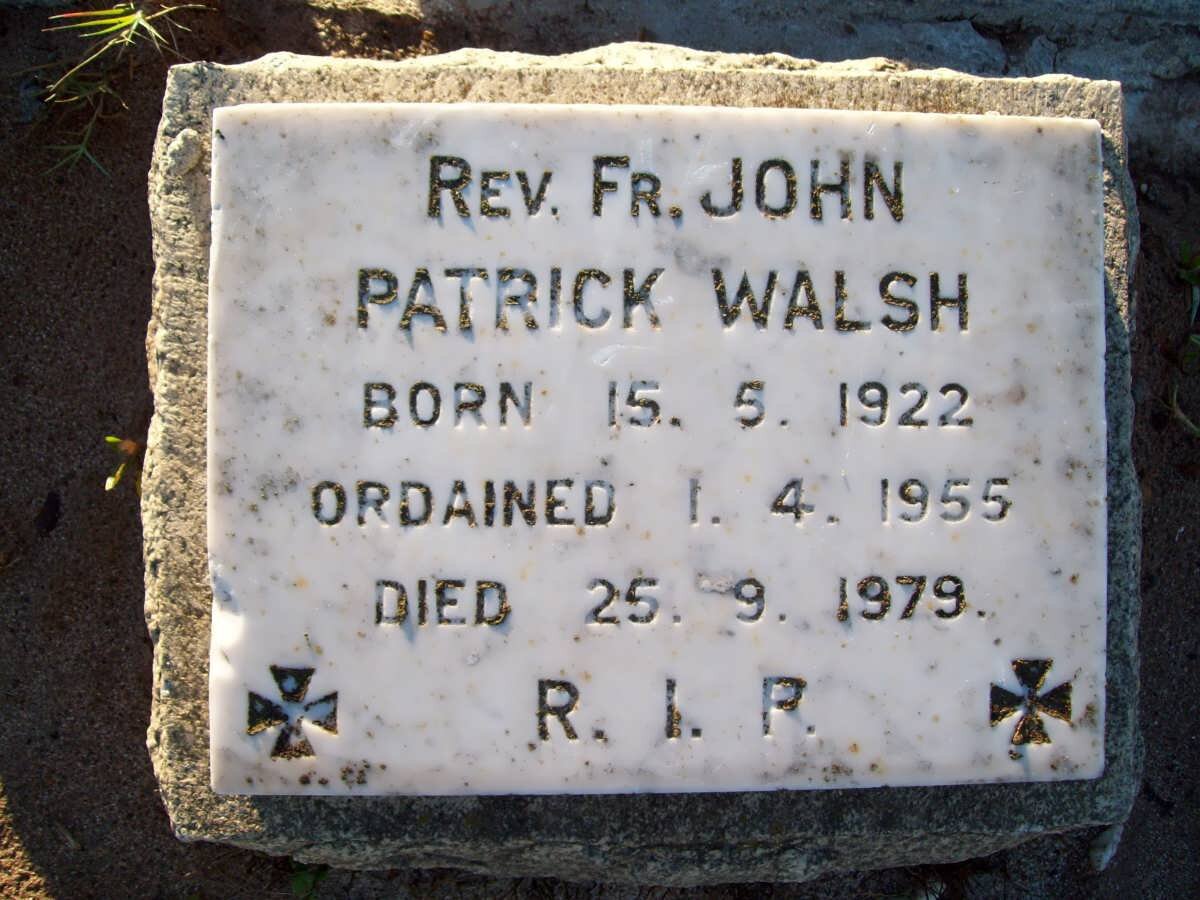 Rev. Fr. JOHN
PATRICK WALSH
BORN 15. 5. 1922
ORDAINED 1. 4. 1955
DIED 25. 9. 1979.
R. I. P.